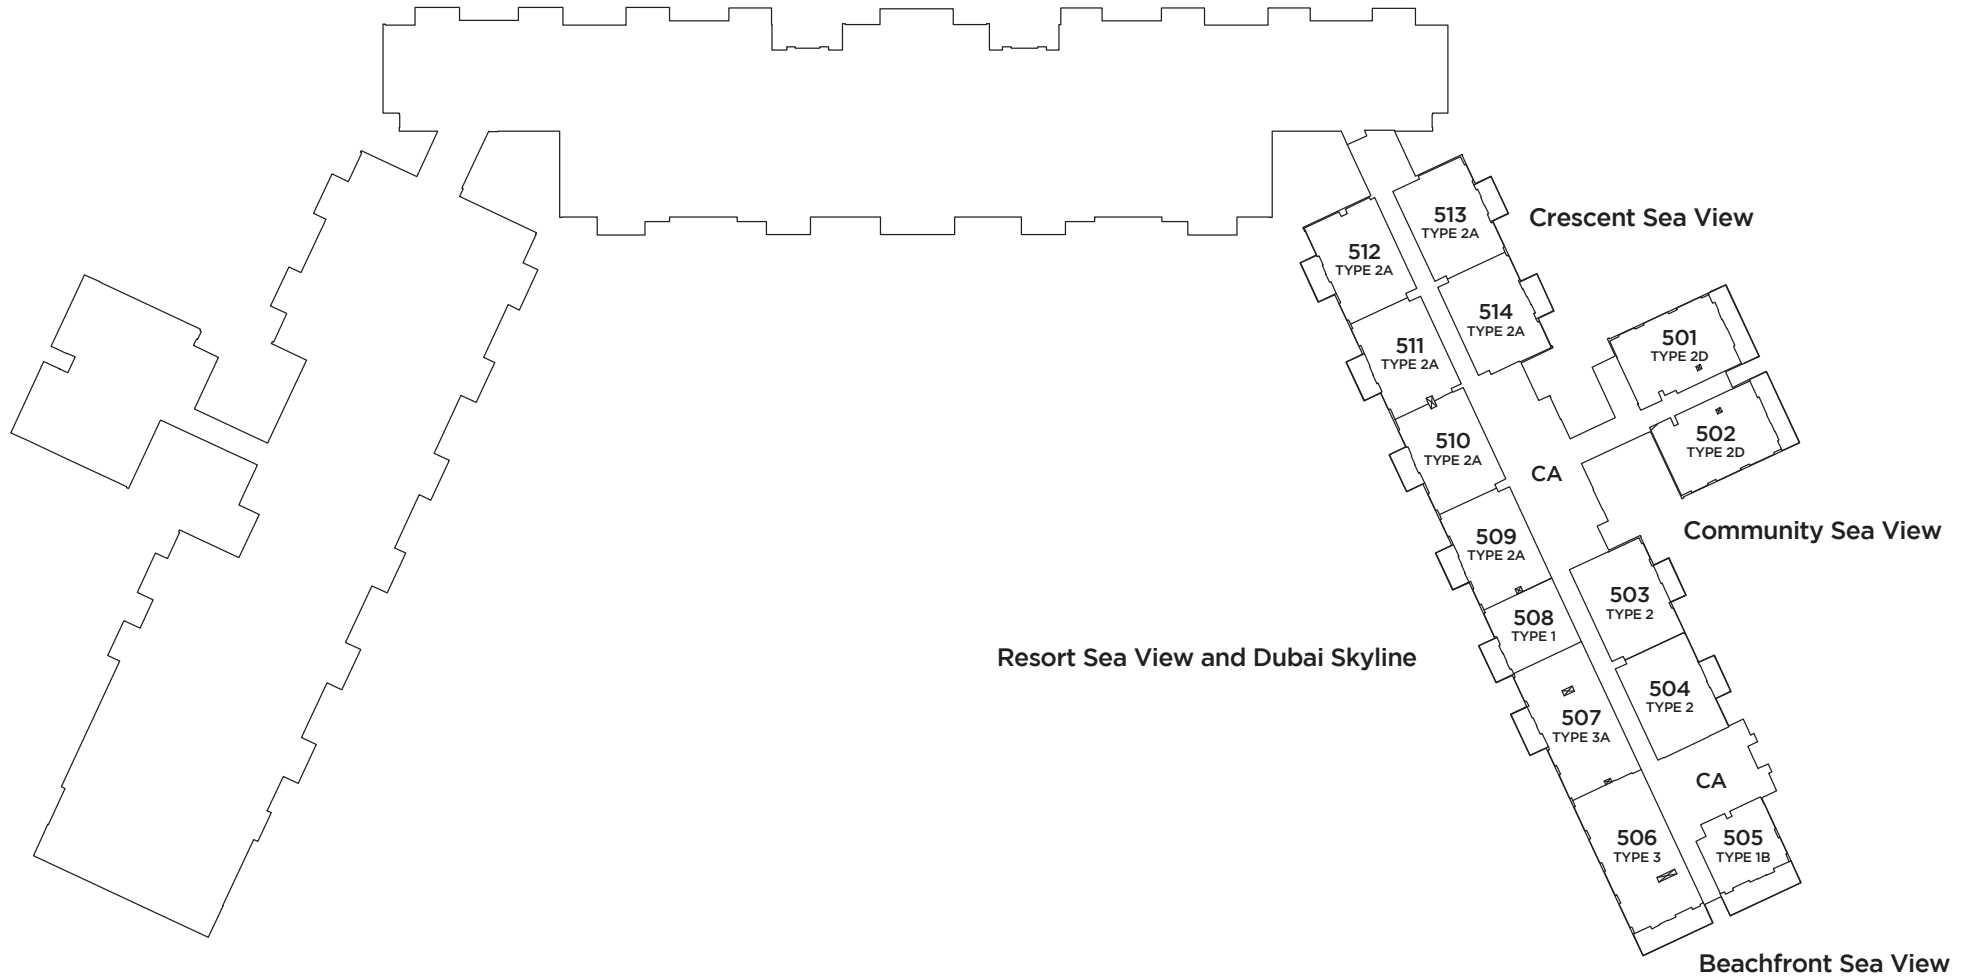 513
TYPE 2A
Crescent Sea View
512
TYPE 2A
514
TYPE 2A
501
TYPE 2D
511
TYPE 2A
502
TYPE 2D
510
TYPE 2A
CA
Community Sea View
509
TYPE 2A
503
TYPE 2
508
TYPE 1
Resort Sea View and Dubai Skyline
504
TYPE 2
507
TYPE 3A
CA
506
TYPE 3
505
TYPE 1B
Beachfront Sea View